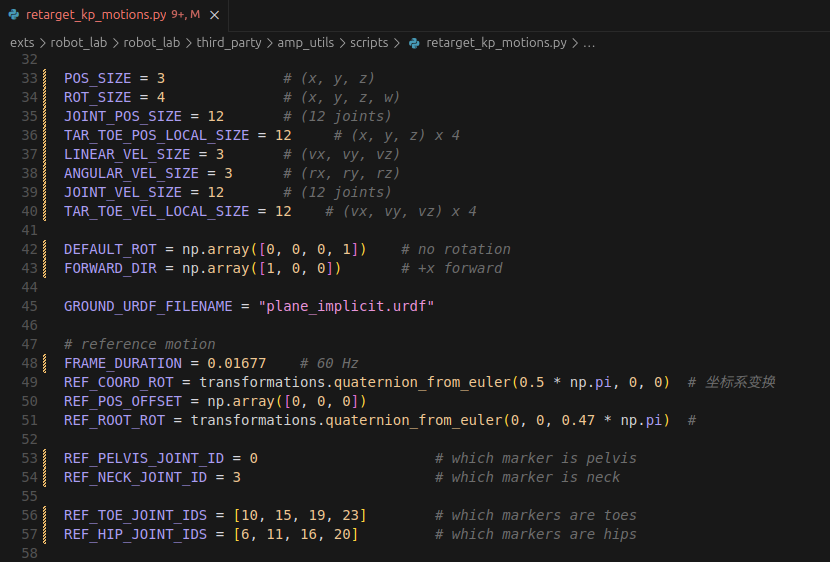 retarget_kp_motions.py 9+, M
exts > robot_lab > robot_lab > third_party > amp_utils > scripts > retarget_kp_motions.py > ...
32
33 POS_SIZE = 3 # (x, y, z)
34 ROT_SIZE = 4 # (x, y, z, w)
35 JOINT_POS_SIZE = 12 # (12 joints)
36 TAR_TOE_POS_LOCAL_SIZE = 12 # (x, y, z) x 4
37 LINEAR_VEL_SIZE = 3 # (vx, vy, vz)
38 ANGULAR_VEL_SIZE = 3 # (rx, ry, rz)
39 JOINT_VEL_SIZE = 12 # (12 joints)
40 TAR_TOE_VEL_LOCAL_SIZE = 12 # (vx, vy, vz) x 4
41
42 DEFAULT_ROT = np.array([0, 0, 0, 1]) # no rotation
43 FORWARD_DIR = np.array([1, 0, 0]) # +x forward
44
45 GROUND_URDF_FILENAME = "plane_implicit.urdf"
46
47 # reference motion
48 FRAME_DURATION = 0.01677 # 60 Hz
49 REF_COORD_ROT = transformations.quaternion_from_euler(0.5 * np.pi, 0, 0) # 坐标系变换
50 REF_POS_OFFSET = np.array([0, 0, 0])
51 REF_ROOT_ROT = transformations.quaternion_from_euler(0, 0, 0.47 * np.pi) #
52
53 REF_PELVIS_JOINT_ID = 0 # which marker is pelvis
54 REF_NECK_JOINT_ID = 3 # which marker is neck
55
56 REF_TOE_JOINT_IDS = [10, 15, 19, 23] # which markers are toes
57 REF_HIP_JOINT_IDS = [6, 11, 16, 20] # which markers are hips
58